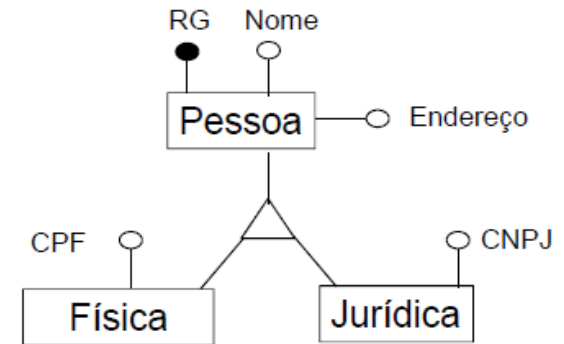 RG Nome
Pessoa
Endereço
CPF
CNPJ
Física
Jurídica